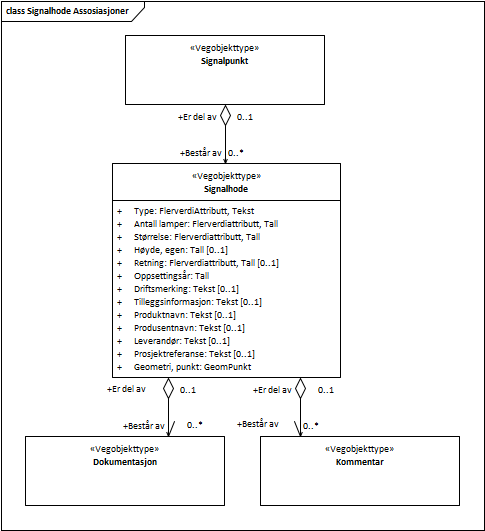 class Signalhode Assosiasjoner
«Vegobjekttype»
Signalpunkt
+Er del av 0..1
+Består av 0..*
«Vegobjekttype»
Signalhode
+ Type: FlerverdiAttributt, Tekst
+ Antall lamper: Flerverdiattributt, Tall
+ Størrelse: Flerverdiattributt, Tall
+ Høyde, egen: Tall [0..1]
+ Retning: Flerverdiattributt, Tall [0..1]
+ Oppsettingsår: Tall
+ Driftsmerking: Tekst [0..1]
+ Tilleggsinformasjon: Tekst [0..1]
+ Produktnavn: Tekst [0..1]
+ Produsentnavn: Tekst [0..1]
+ Leverandør: Tekst [0..1]
+ Prosjektreferanse: Tekst [0..1]
+ Geometri, punkt: GeomPunkt
+Er del av 0..1 +Er del av 0..1
+Består av 0..* +Består av 0..*
«Vegobjekttype»
Dokumentasjon
«Vegobjekttype»
Kommentar